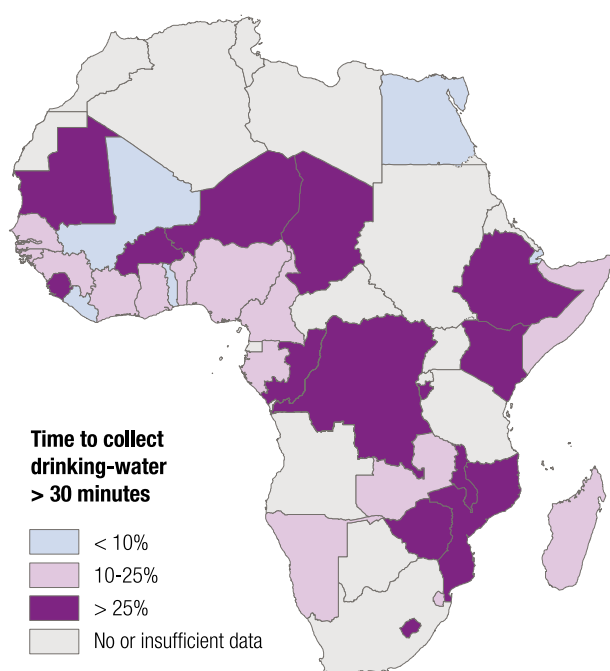 Time to collect
drinking-water
> 30 minutes
< 10%
10-25%
> 25%
No or insufficient data